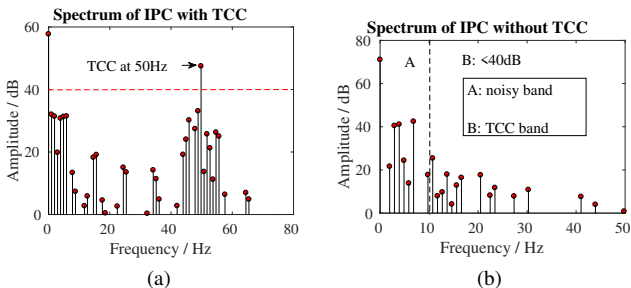 Spectrum of IPC with TCC
60
40
20
0
0 20 40 60 80
Amplitude / dB
Frequency / Hz
TCC at 50Hz
(a)
Spectrum of IPC without TCC
80
60
40
20
0
0 10 20 30 40 50
Amplitude / dB
Frequency / Hz
A
B: <40dB
A: noisy band
B: TCC band
(b)